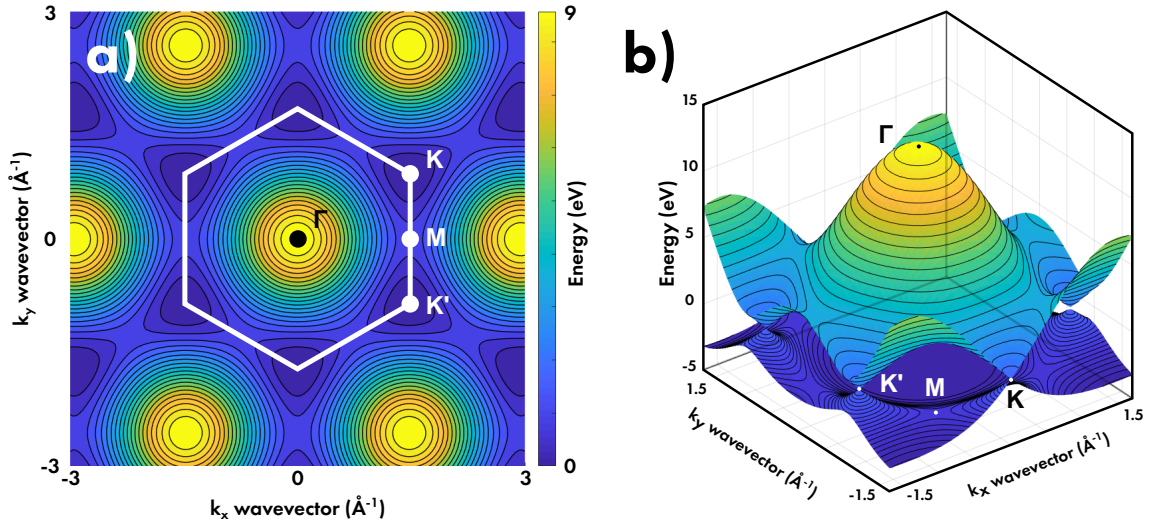 a)
3
0
-3
k_y wavevector (Å^-1)
-3
0
3
k_x wavevector (Å^-1)
K
Γ
M
K'
9
0
Energy (eV)
b)
15
10
5
0
-5
Energy (eV)
Γ
K'
M
K
1.5
-1.5
k_y wavevector (Å^-1)
-1.5
1.5
k_x wavevector (Å^-1)